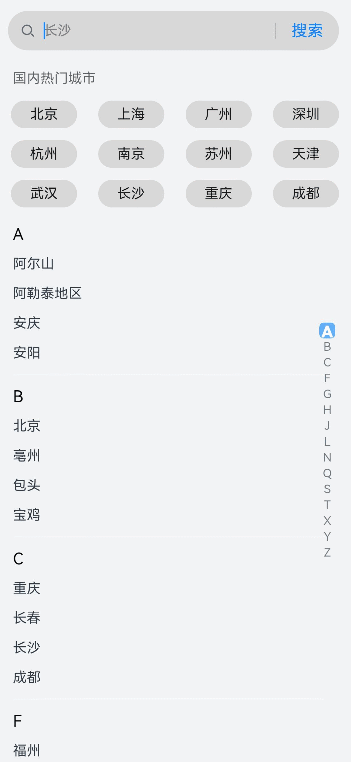 长沙 搜索
国内热门城市
北京 上海 广州 深圳
杭州 南京 苏州 天津
武汉 长沙 重庆 成都
A
阿尔山
阿勒泰地区
安庆
安阳
B
北京
亳州
包头
宝鸡
C
重庆
长春
长沙
成都
F
福州
A
B
C
F
G
H
J
L
N
Q
S
T
X
Y
Z